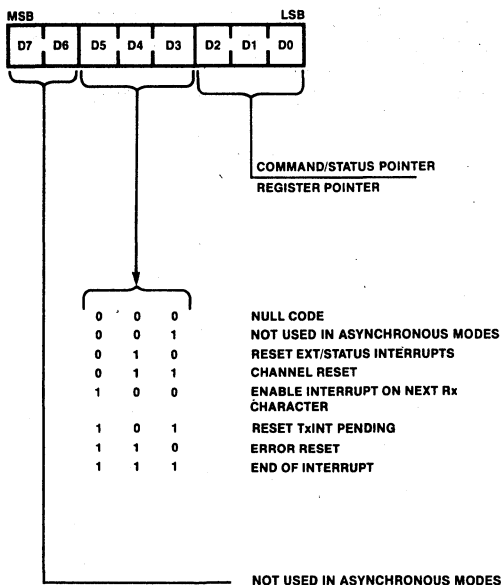 MSB LSB
D7 D6 D5 D4 D3 D2 D1 D0
COMMAND/STATUS POINTER
REGISTER POINTER
0 0 0 NULL CODE
0 0 1 NOT USED IN ASYNCHRONOUS MODES
0 1 0 RESET EXT/STATUS INTERRUPTS
0 1 1 CHANNEL RESET
1 0 0 ENABLE INTERRUPT ON NEXT Rx
CHARACTER
1 0 1 RESET TxINT PENDING
1 1 0 ERROR RESET
1 1 1 END OF INTERRUPT
NOT USED IN ASYNCHRONOUS MODES